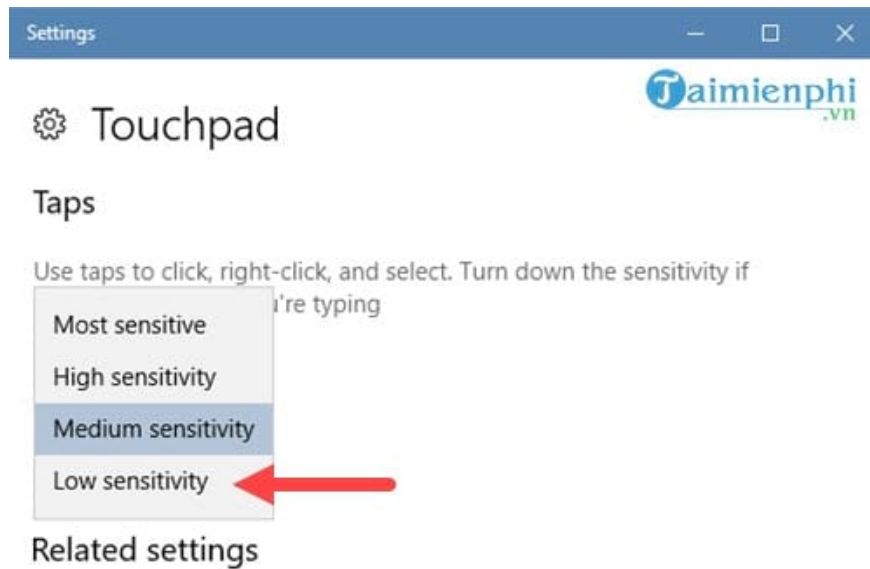 Settings
Taimienphi
.vn
Touchpad
Taps
Use taps to click, right-click, and select. Turn down the sensitivity if
u're typing
Most sensitive
High sensitivity
Medium sensitivity
Low sensitivity
Related settings